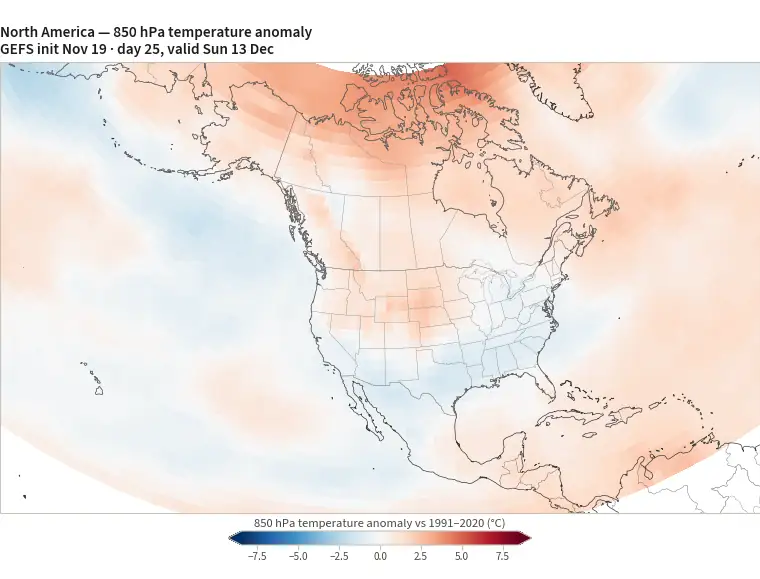 North America — 850 hPa temperature anomaly
GEFS init Nov 19 · day 25, valid Sun 13 Dec
850 hPa temperature anomaly vs 1991–2020 (°C)
−7.5 −5.0 −2.5 0.0 2.5 5.0 7.5